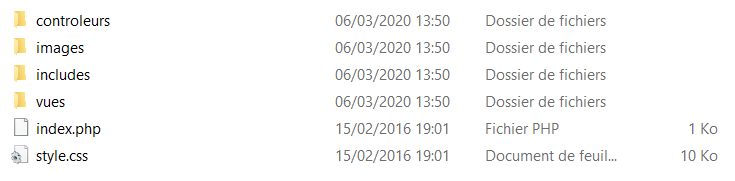 controleurs 06/03/2020 13:50 Dossier de fichiers
images 06/03/2020 13:50 Dossier de fichiers
includes 06/03/2020 13:50 Dossier de fichiers
vues 06/03/2020 13:50 Dossier de fichiers
index.php 15/02/2016 19:01 Fichier PHP 1 Ko
style.css 15/02/2016 19:01 Document de feuil... 10 Ko